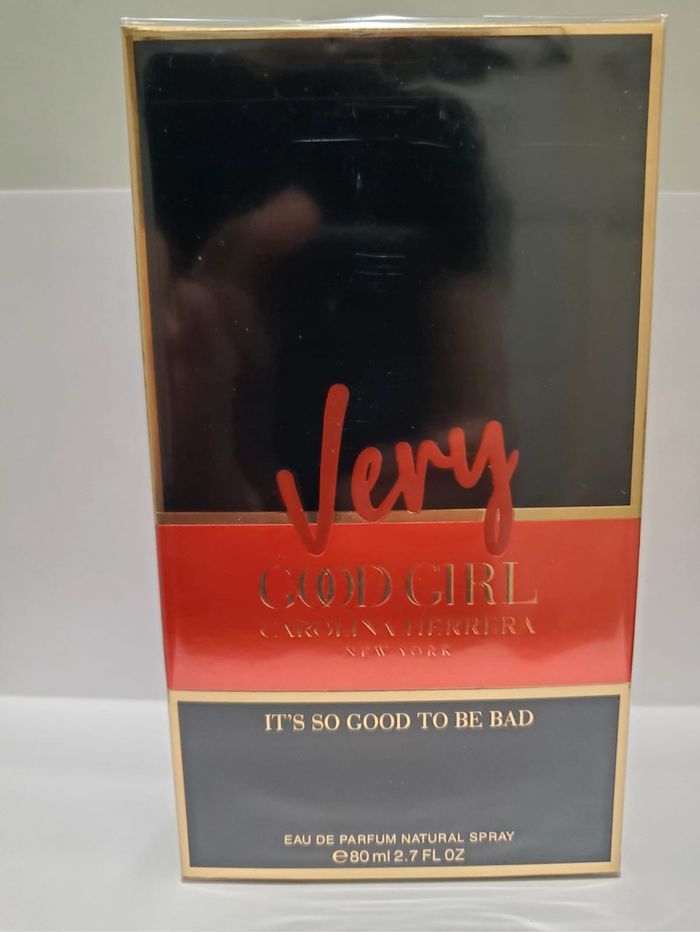 Very
GOOD GIRL
CAROLINA HERRERA
NEW YORK
IT'S SO GOOD TO BE BAD
EAU DE PARFUM NATURAL SPRAY
℮80 ml 2.7 FL OZ